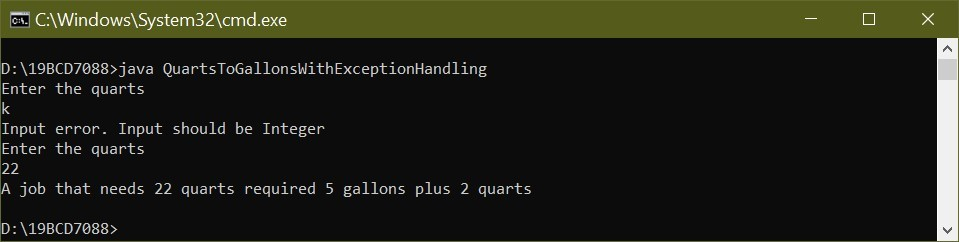 C:\Windows\System32\cmd.exe
D:\19BCD7088>java QuartsToGallonsWithExceptionHandling
Enter the quarts
k
Input error. Input should be Integer
Enter the quarts
22
A job that needs 22 quarts required 5 gallons plus 2 quarts
D:\19BCD7088>